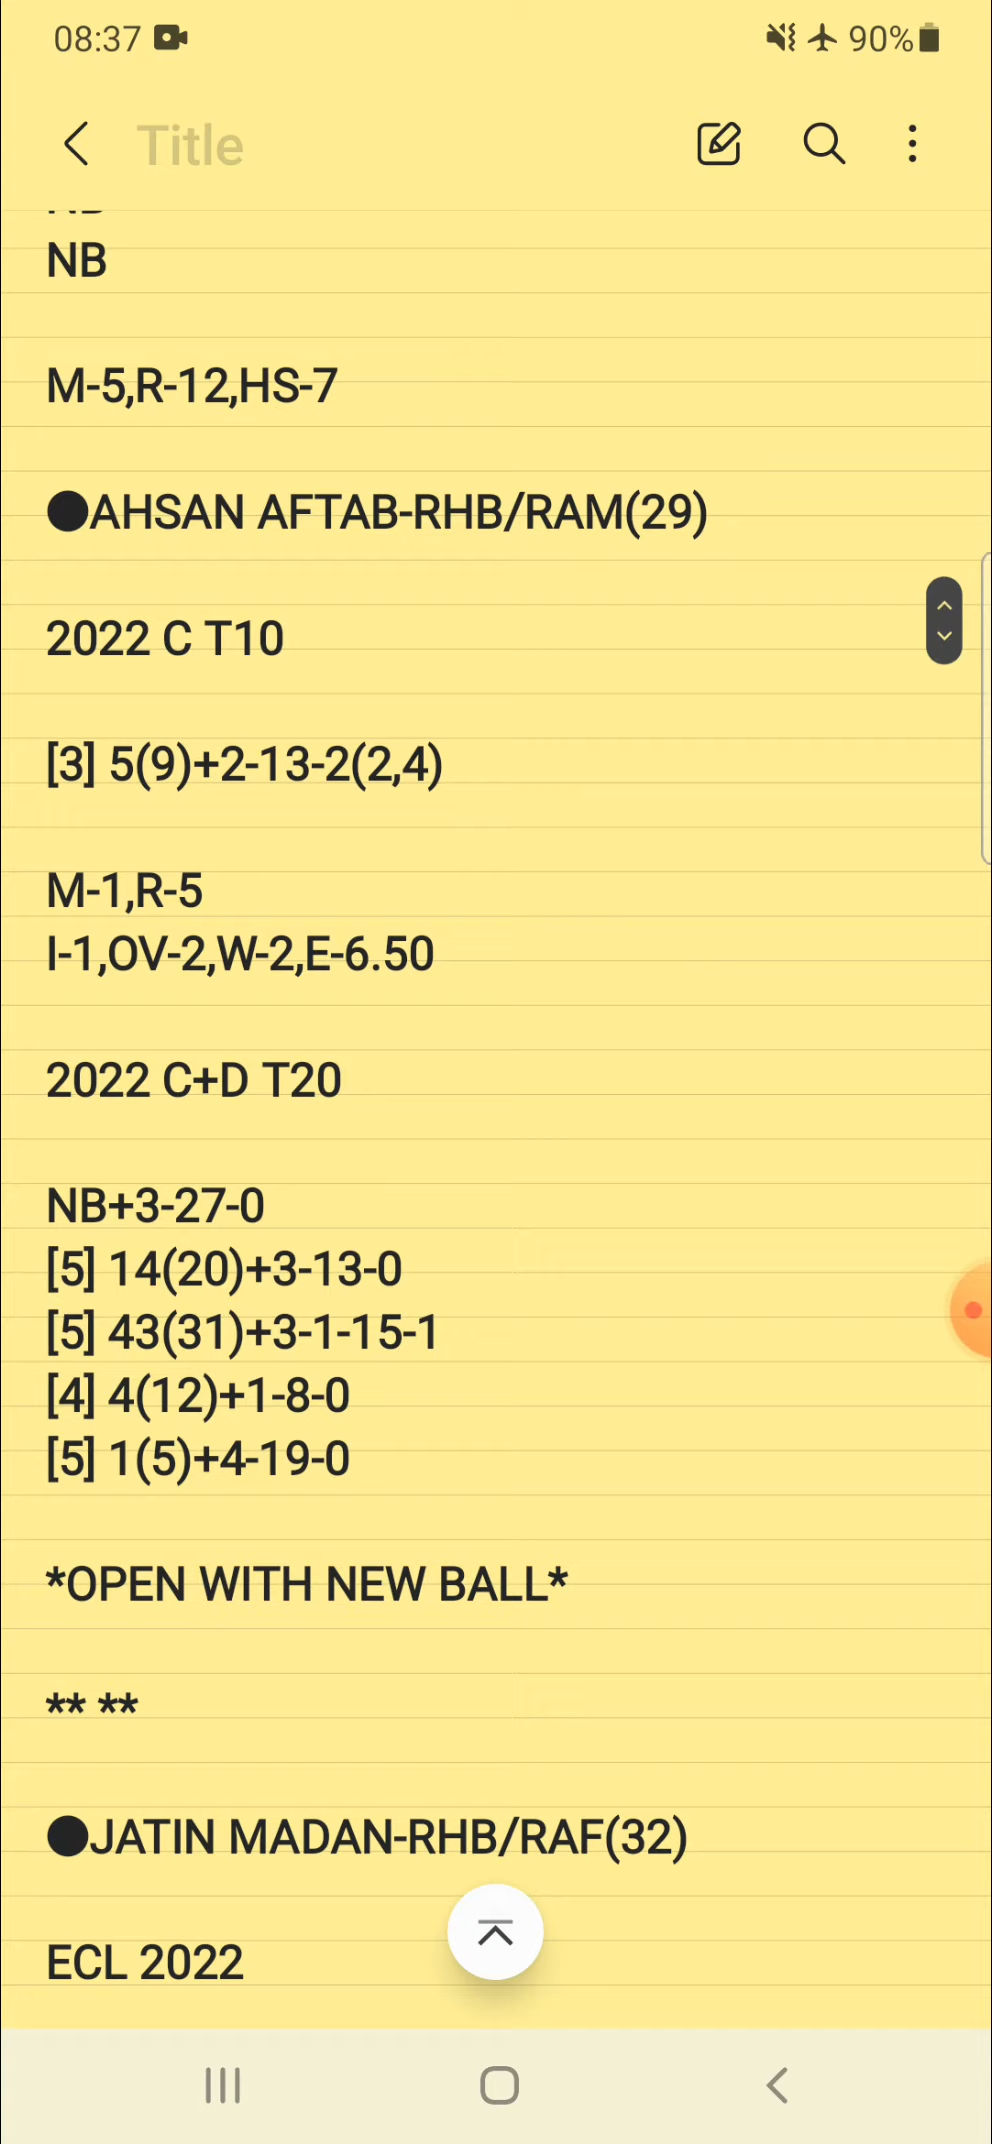 08:37 90%
Title
NB
M-5,R-12,HS-7
●AHSAN AFTAB-RHB/RAM(29)
2022 C T10
[3] 5(9)+2-13-2(2,4)
M-1,R-5
I-1,OV-2,W-2,E-6.50
2022 C+D T20
NB+3-27-0
[5] 14(20)+3-13-0
[5] 43(31)+3-1-15-1
[4] 4(12)+1-8-0
[5] 1(5)+4-19-0
*OPEN WITH NEW BALL*
** **
●JATIN MADAN-RHB/RAF(32)
ECL 2022